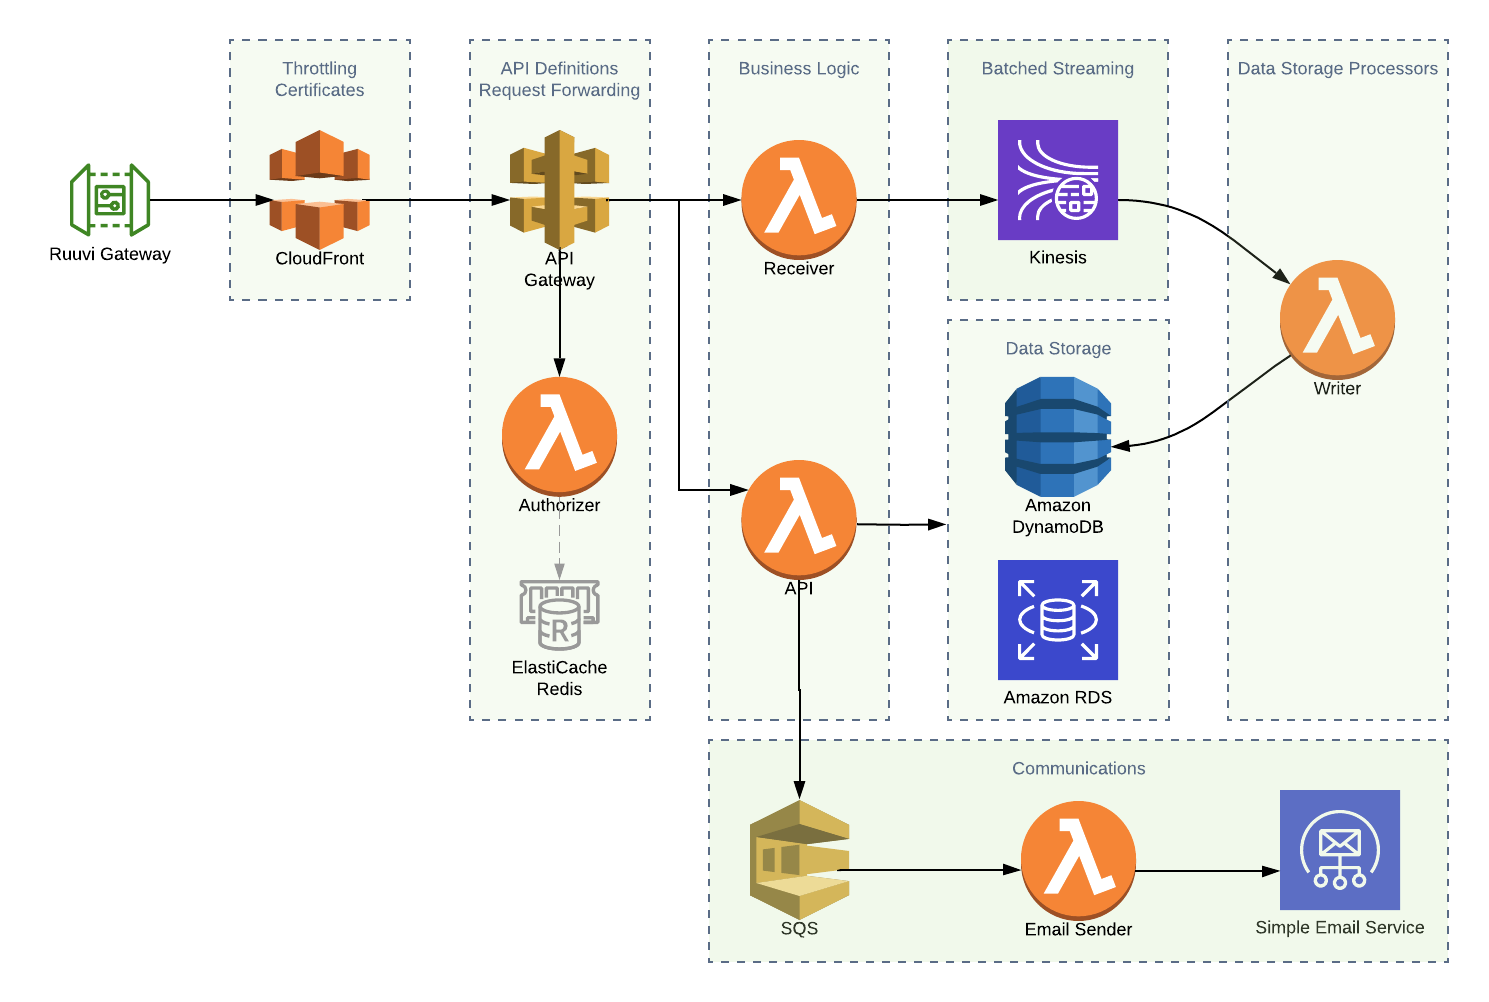 Throttling
Certificates
API Definitions
Request Forwarding
Business Logic
Batched Streaming
Data Storage Processors
Ruuvi Gateway
CloudFront
API
Gateway
Receiver
Kinesis
Data Storage
Writer
Authorizer
Amazon
DynamoDB
API
R
ElastiCache
Redis
Amazon RDS
Communications
SQS
Email Sender
Simple Email Service